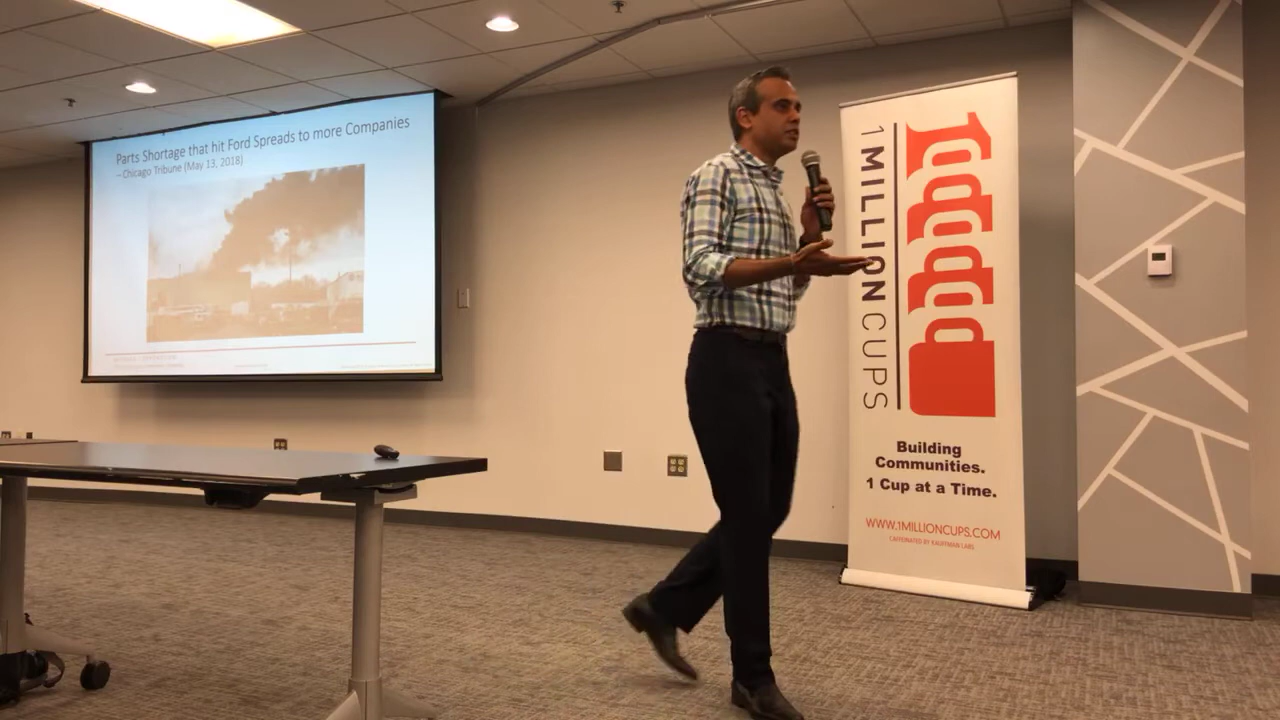 Parts Shortage that hit Ford Spreads to more Companies
– Chicago Tribune (May 13, 2018)
1 MILLION CUPS
Building
Communities.
1 Cup at a Time.
WWW.1MILLIONCUPS.COM
CAFFEINATED BY KAUFFMAN LABS